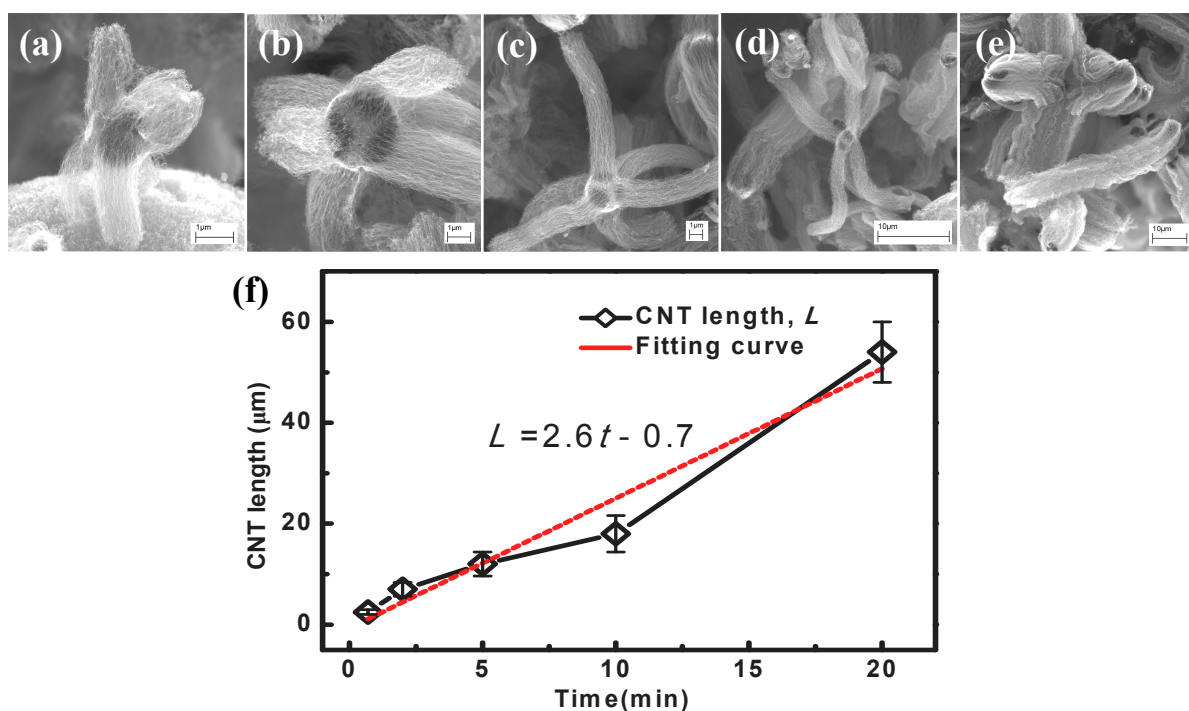 (a)
(b)
(c)
(d)
(e)
1µm
1µm
1µm
10µm
10µm
(f)
CNT length, L
Fitting curve
L =2.6t - 0.7
CNT length (µm)
60
40
20
0
0
5
10
15
20
Time(min)